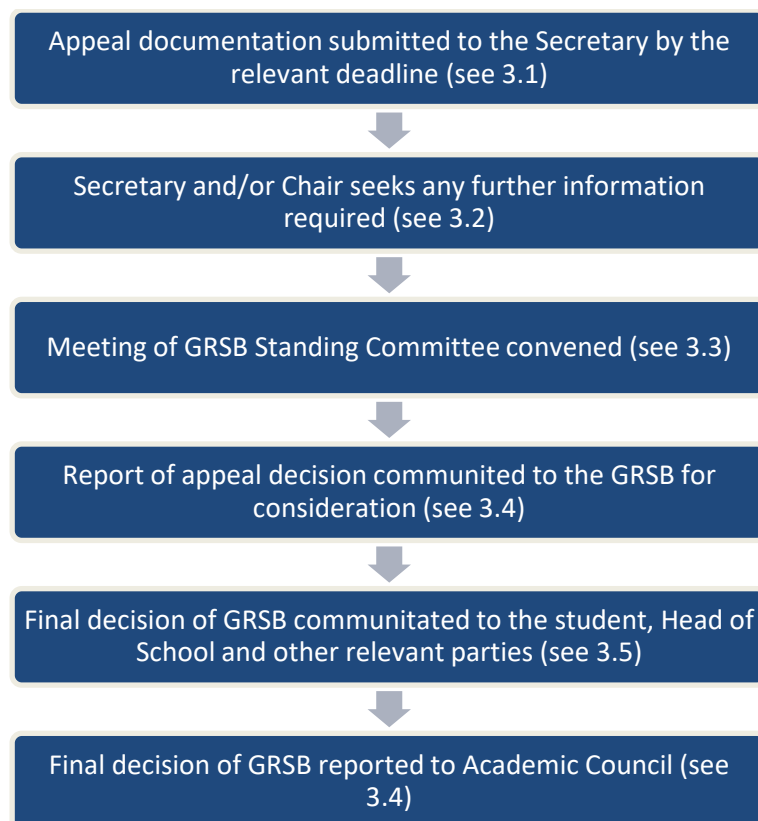 Appeal documentation submitted to the Secretary by the
relevant deadline (see 3.1)
Secretary and/or Chair seeks any further information
required (see 3.2)
Meeting of GRSB Standing Committee convened (see 3.3)
Report of appeal decision communited to the GRSB for
consideration (see 3.4)
Final decision of GRSB communitated to the student, Head of
School and other relevant parties (see 3.5)
Final decision of GRSB reported to Academic Council (see
3.4)